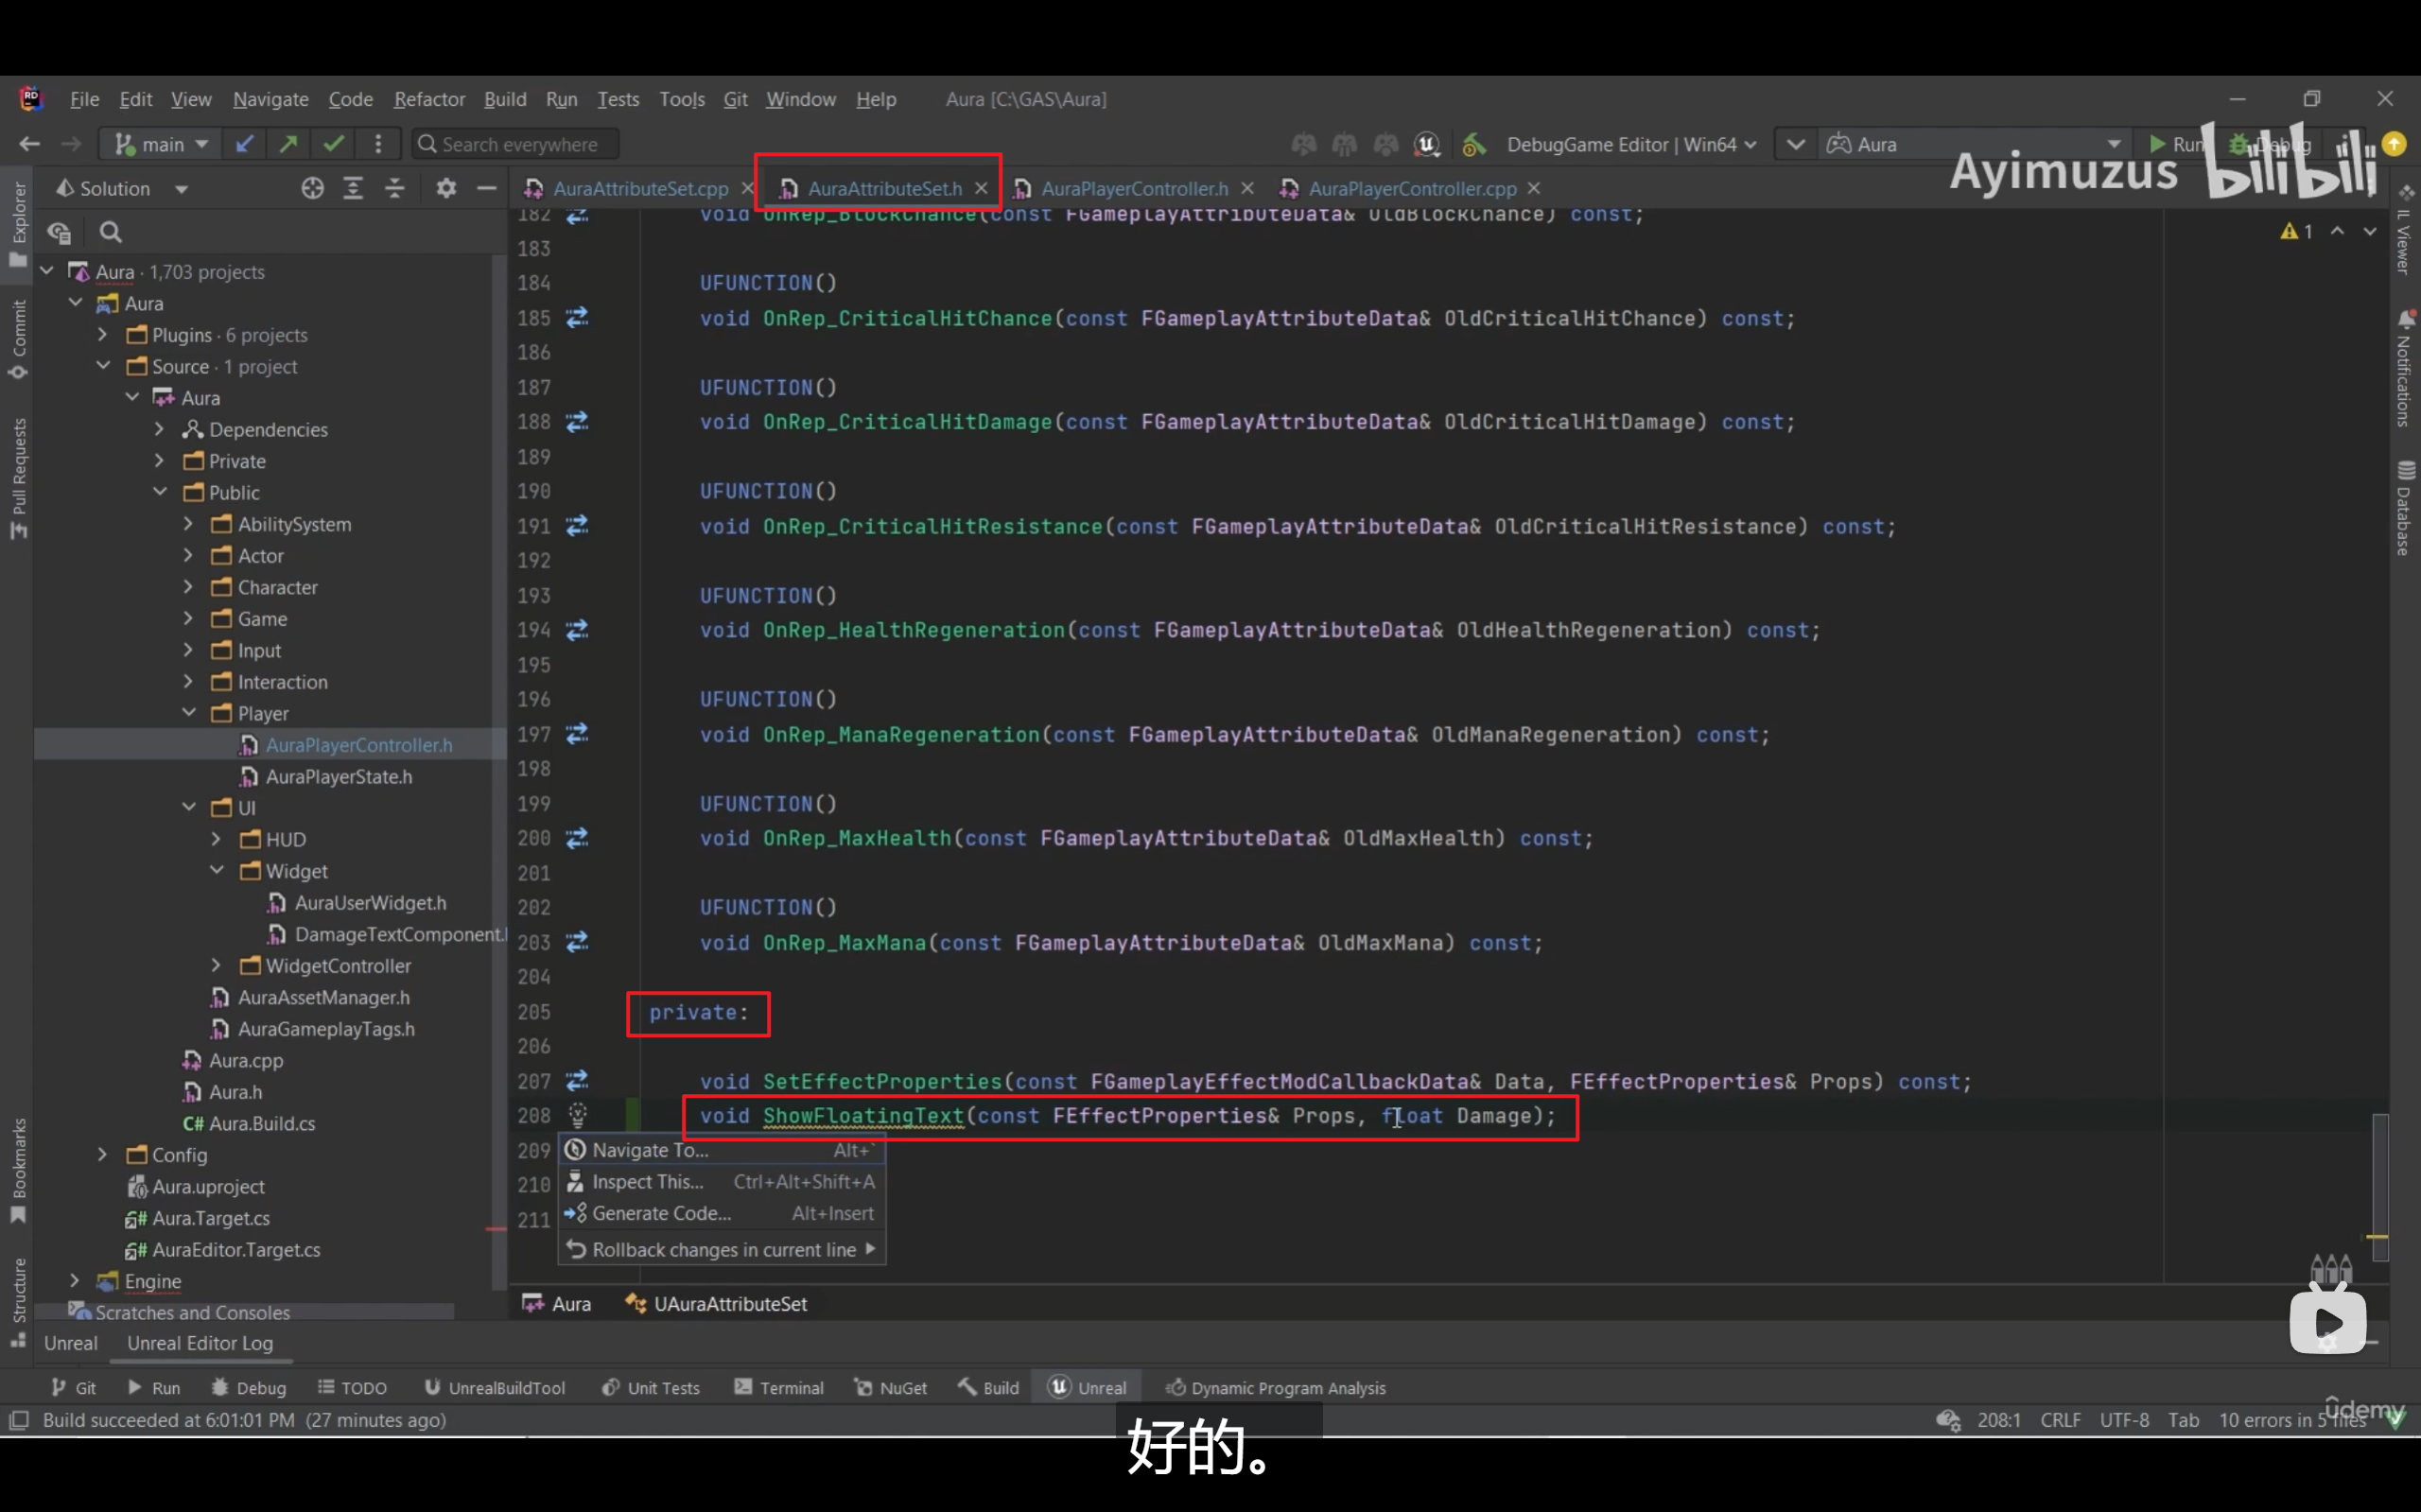 File Edit View Navigate Code Refactor Build Run Tests Tools Git Window Help Aura [C:\GAS\Aura]
main Search everywhere DebugGame Editor | Win64 Aura Run Debug
Ayimuzus bilibili
Solution
AuraAttributeSet.cpp AuraAttributeSet.h AuraPlayerController.h AuraPlayerController.cpp
Explorer
Commit
Pull Requests
Bookmarks
Structure
Aura · 1,703 projects
Aura
Plugins · 6 projects
Source · 1 project
Aura
Dependencies
Private
Public
AbilitySystem
Actor
Character
Game
Input
Interaction
Player
AuraPlayerController.h
AuraPlayerState.h
UI
HUD
Widget
AuraUserWidget.h
DamageTextComponent.
WidgetController
AuraAssetManager.h
AuraGameplayTags.h
Aura.cpp
Aura.h
C# Aura.Build.cs
Config
Aura.uproject
C# Aura.Target.cs
C# AuraEditor.Target.cs
Engine
Scratches and Consoles
182 void OnRep_BlockChance(const FGameplayAttributeData& OldBlockChance) const;
183
184 UFUNCTION()
185 void OnRep_CriticalHitChance(const FGameplayAttributeData& OldCriticalHitChance) const;
186
187 UFUNCTION()
188 void OnRep_CriticalHitDamage(const FGameplayAttributeData& OldCriticalHitDamage) const;
189
190 UFUNCTION()
191 void OnRep_CriticalHitResistance(const FGameplayAttributeData& OldCriticalHitResistance) const;
192
193 UFUNCTION()
194 void OnRep_HealthRegeneration(const FGameplayAttributeData& OldHealthRegeneration) const;
195
196 UFUNCTION()
197 void OnRep_ManaRegeneration(const FGameplayAttributeData& OldManaRegeneration) const;
198
199 UFUNCTION()
200 void OnRep_MaxHealth(const FGameplayAttributeData& OldMaxHealth) const;
201
202 UFUNCTION()
203 void OnRep_MaxMana(const FGameplayAttributeData& OldMaxMana) const;
204
205 private:
206
207 void SetEffectProperties(const FGameplayEffectModCallbackData& Data, FEffectProperties& Props) const;
208 void ShowFloatingText(const FEffectProperties& Props, float Damage);
209
210
211
Navigate To... Alt+`
Inspect This... Ctrl+Alt+Shift+A
Generate Code... Alt+Insert
Rollback changes in current line
1
IL Viewer
Notifications
Database
Aura UAuraAttributeSet
Unreal Unreal Editor Log
Git Run Debug TODO UnrealBuildTool Unit Tests Terminal NuGet Build Unreal Dynamic Program Analysis
Build succeeded at 6:01:01 PM (27 minutes ago) 208:1 CRLF UTF-8 Tab 10 errors in 5 files
udemy
好的。